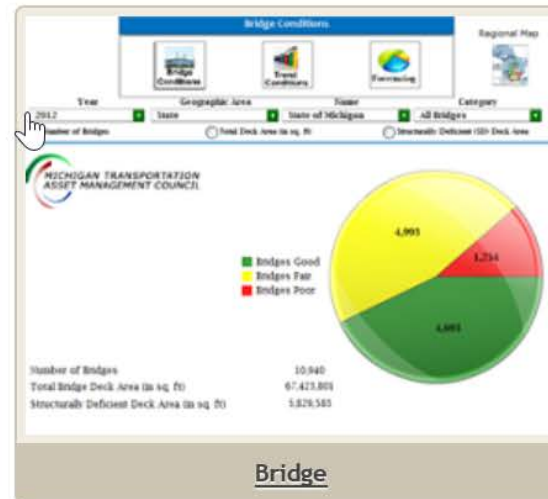 Bridge Conditions
Regional Map
Bridge Conditions
Trend Conditions
Forecasting
Year Geographic Area Name Category
2012 State State of Michigan All Bridges
Number of Bridges Total Deck Area (in sq. ft) Structurally Deficient (SD) Deck Area
MICHIGAN TRANSPORTATION
ASSET MANAGEMENT COUNCIL
4,993
1,254
Bridges Good
Bridges Fair
Bridges Poor
4,693
Number of Bridges 10,940
Total Bridge Deck Area (in sq. ft) 67,423,801
Structurally Deficient Deck Area (in sq. ft) 5,829,585
Bridge